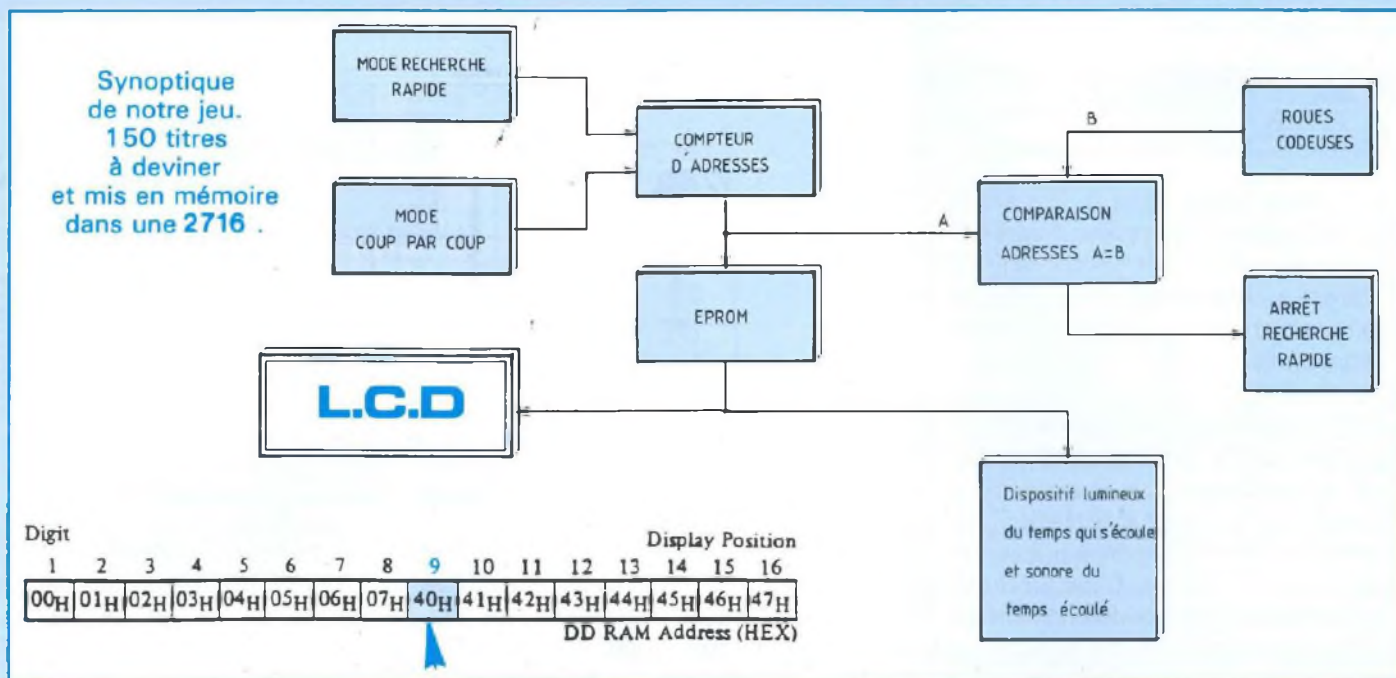 Synoptique
de notre jeu.
150 titres
à deviner
et mis en mémoire
dans une 2716 .
MODE RECHERCHE
RAPIDE
MODE
COUP PAR COUP
COMPTEUR
D'ADRESSES
B
ROUES
CODEUSES
A
COMPARAISON
ADRESSES A=B
EPROM
ARRÊT
RECHERCHE
RAPIDE
L.C.D
Dispositif lumineux
du temps qui s'écoule
et sonore du
temps écoulé
Digit
Display Position
1 2 3 4 5 6 7 8 9 10 11 12 13 14 15 16
00H 01H 02H 03H 04H 05H 06H 07H 40H 41H 42H 43H 44H 45H 46H 47H
DD RAM Address (HEX)